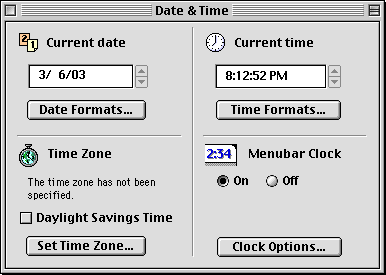 Date & Time
Current date
3/ 6/03
Date Formats...
Current time
8:12:52 PM
Time Formats...
Time Zone
The time zone has not been
specified.
Daylight Savings Time
Set Time Zone...
2:34 Menubar Clock
On Off
Clock Options...